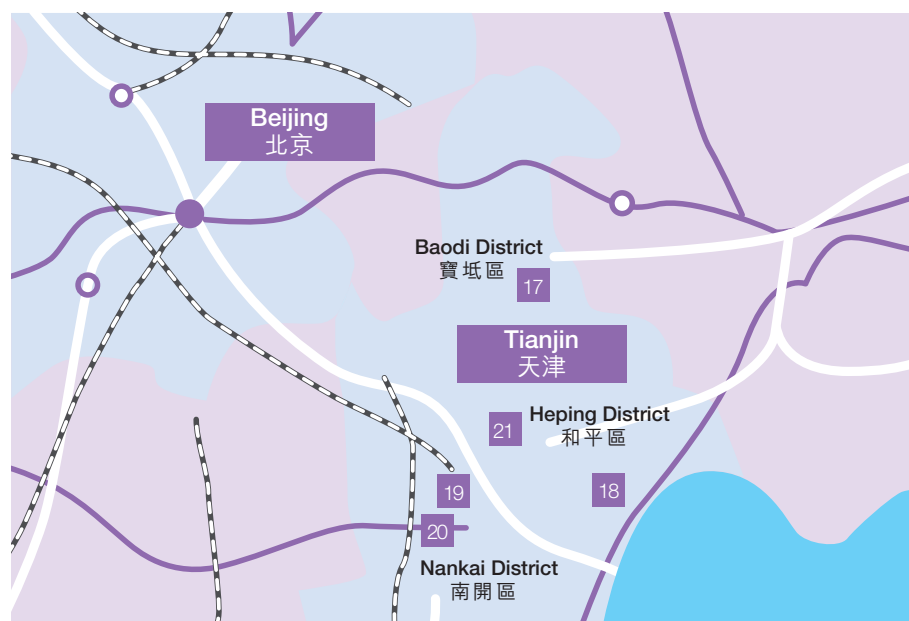 Beijing
北京
Baodi District
寶坻區
17
Tianjin
天津
21
Heping District
和平區
19
18
20
Nankai District
南開區